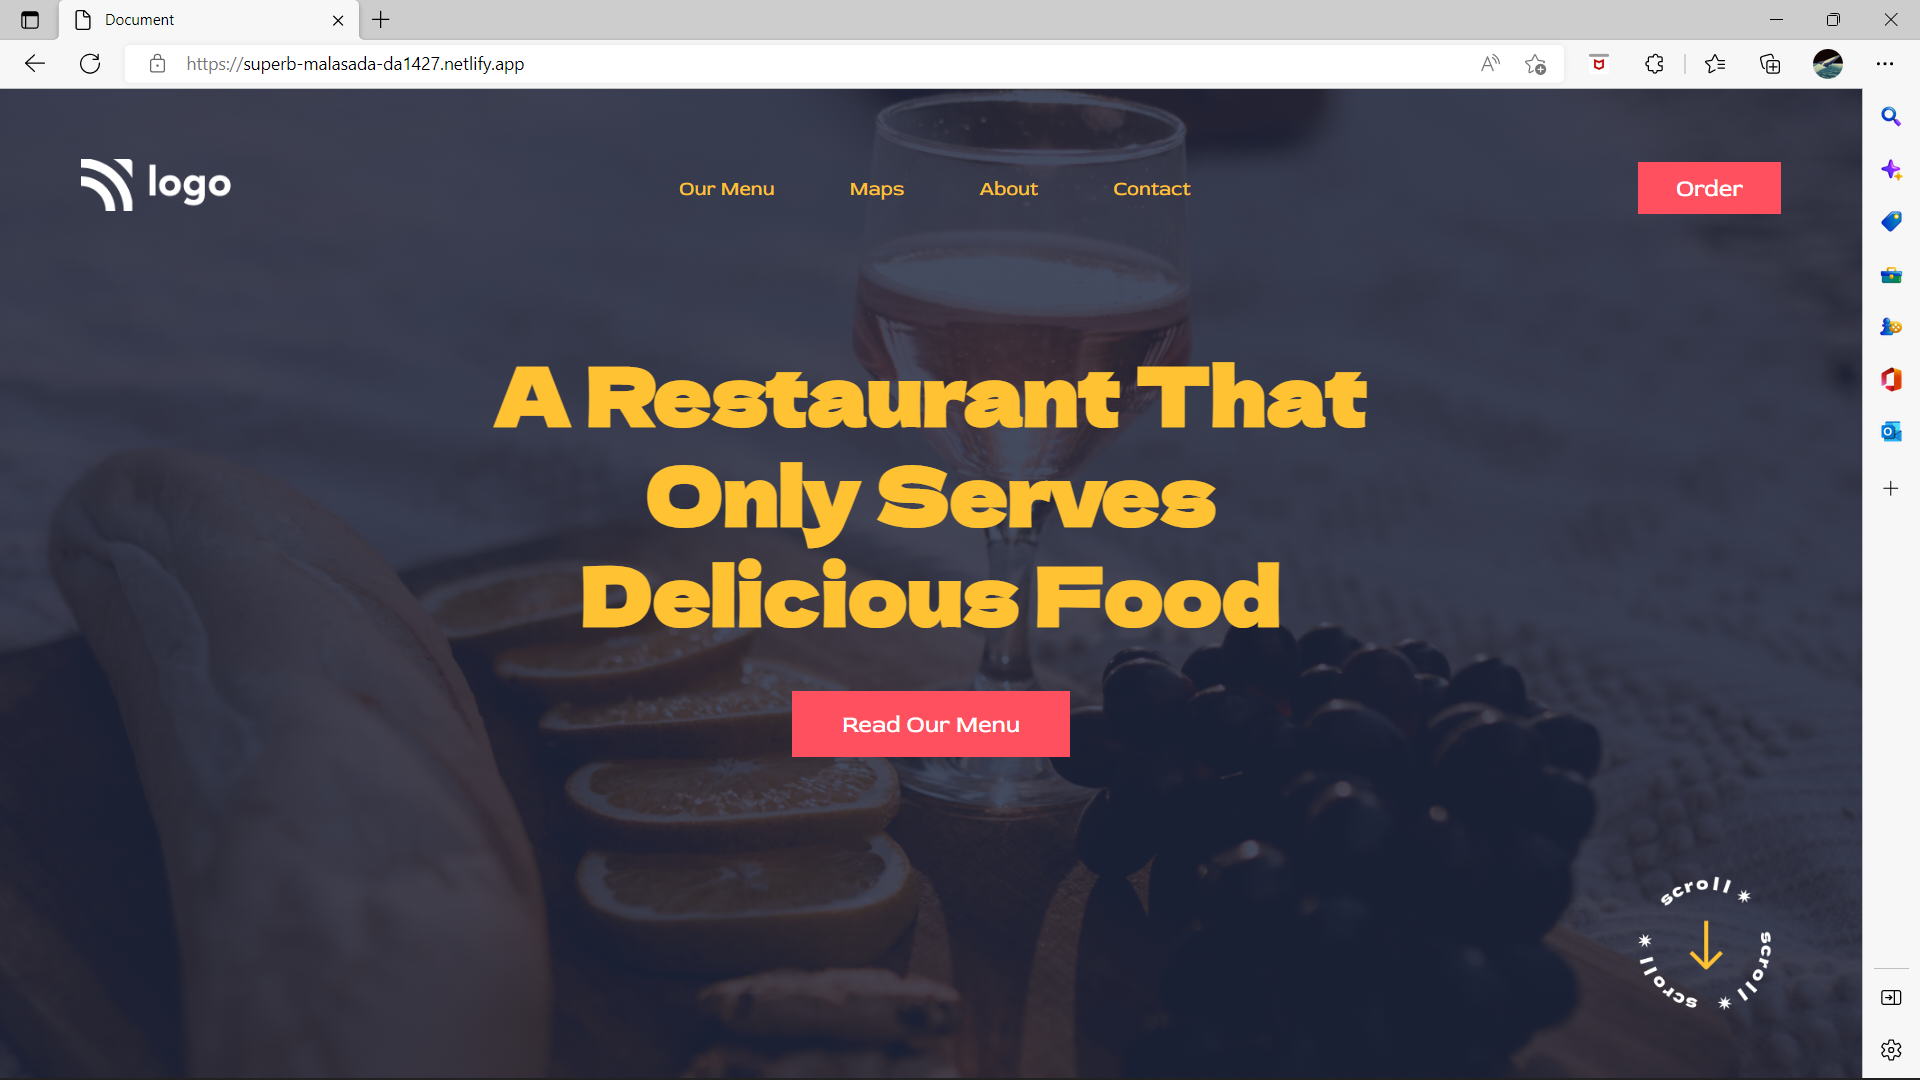 Document
https://superb-malasada-da1427.netlify.app
logo
Our Menu
Maps
About
Contact
Order
A Restaurant That
Only Serves
Delicious Food
Read Our Menu
scroll
scroll
scroll